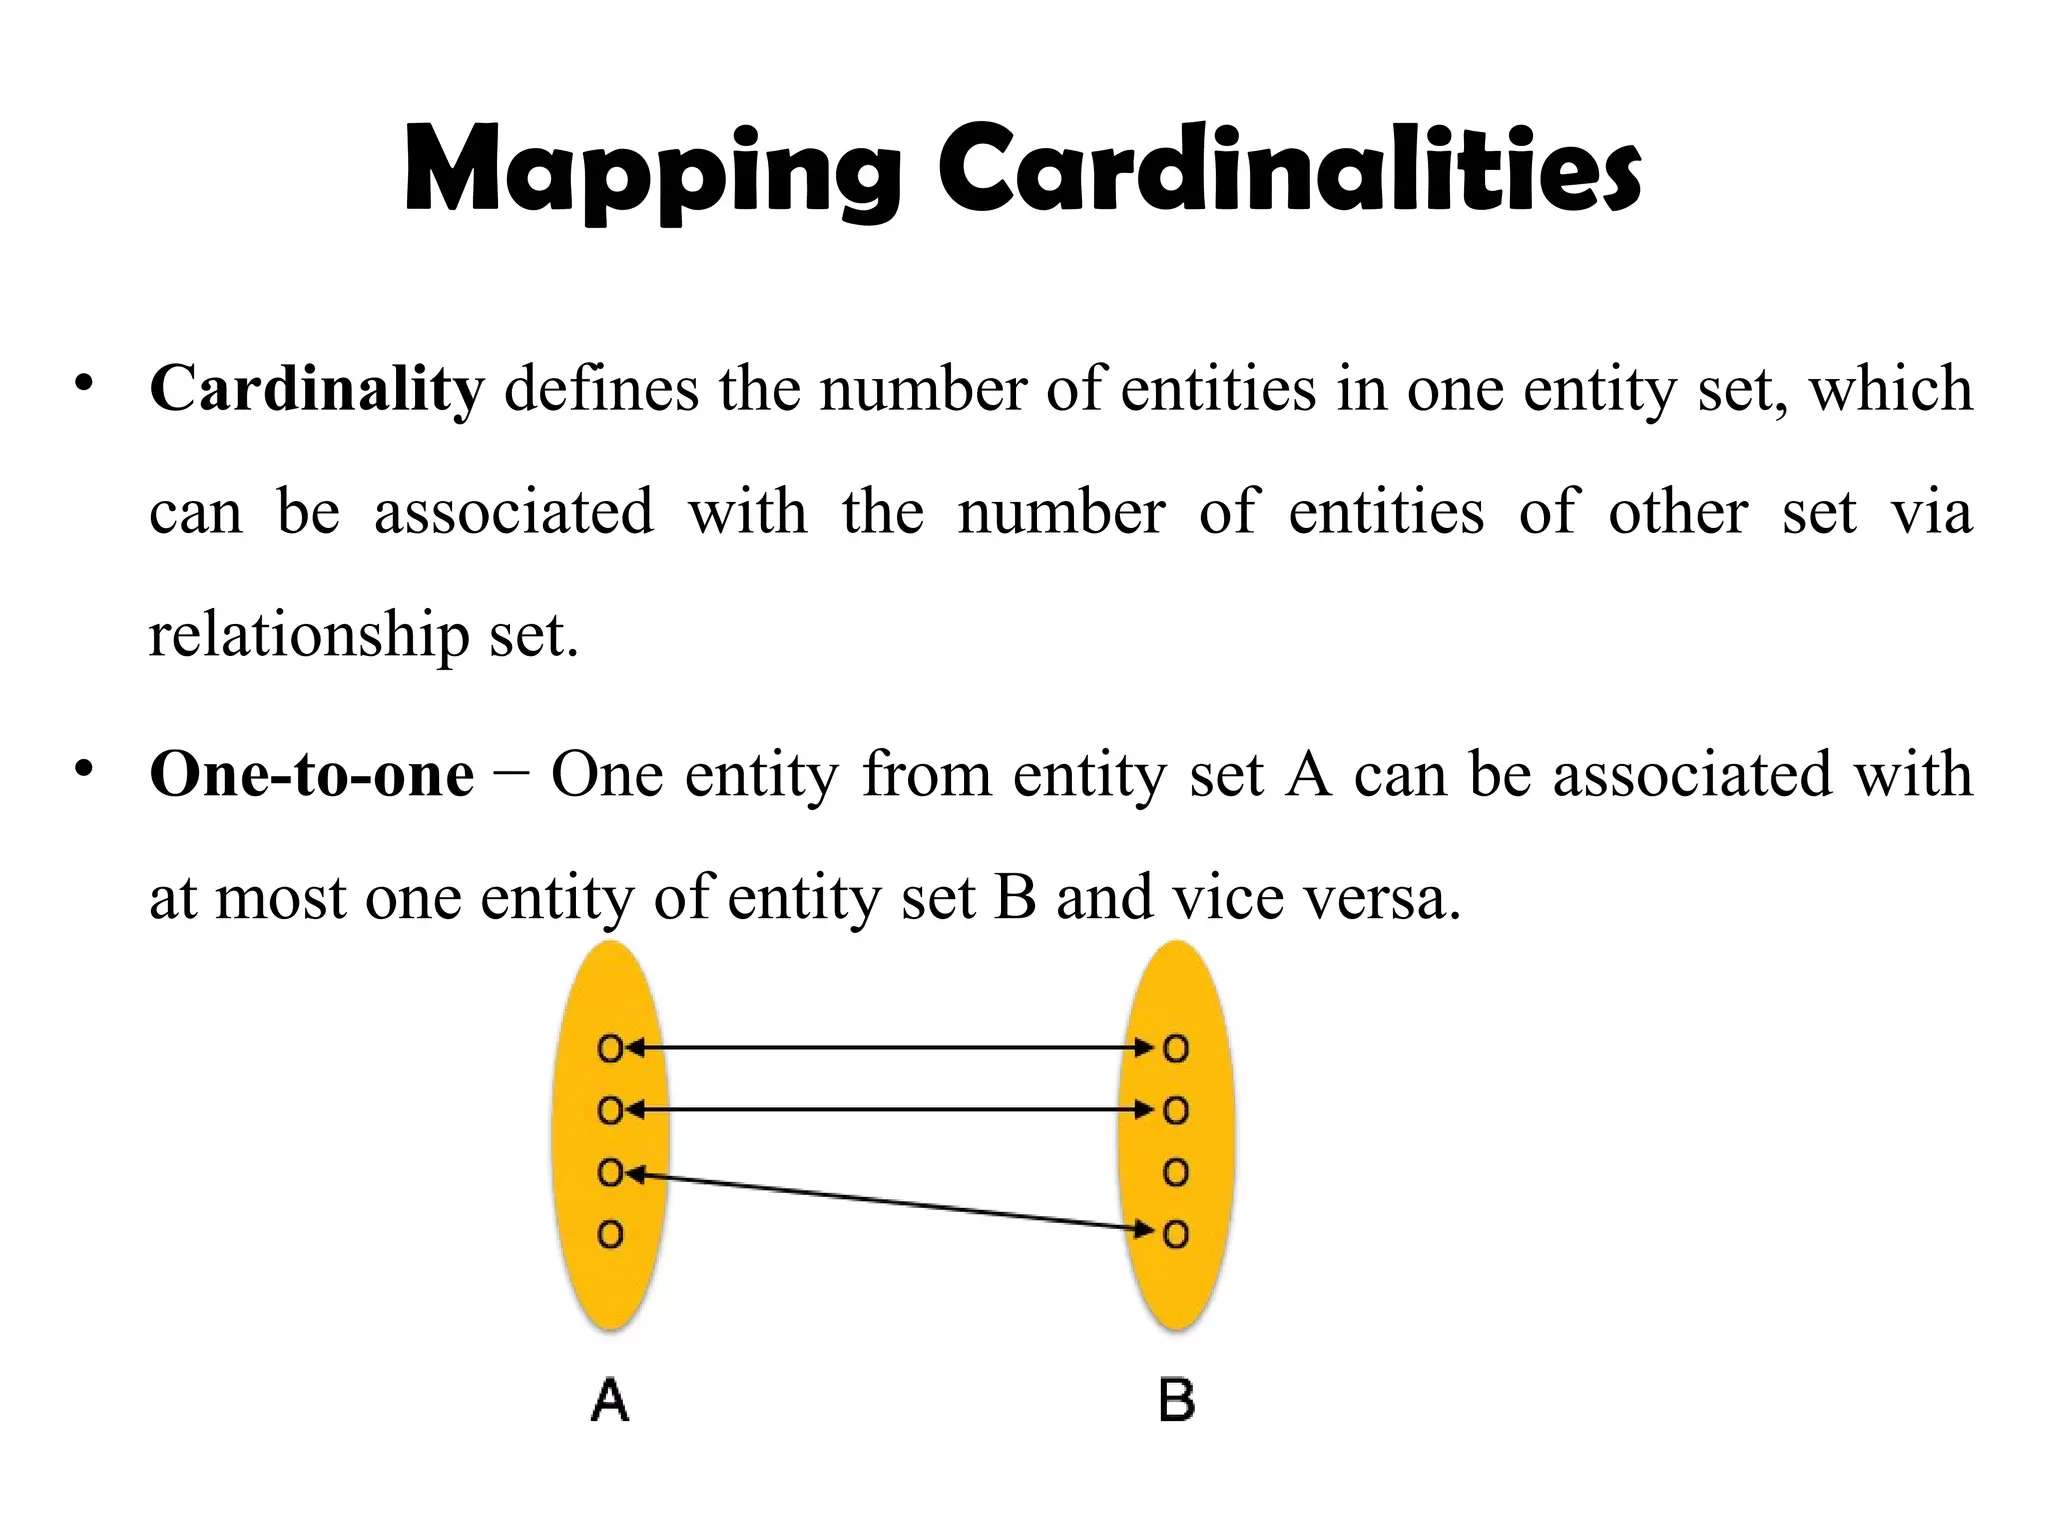 Mapping Cardinalities
• Cardinality defines the number of entities in one entity set, which
can be associated with the number of entities of other set via
relationship set.
• One-to-one − One entity from entity set A can be associated with
at most one entity of entity set B and vice versa.
A B